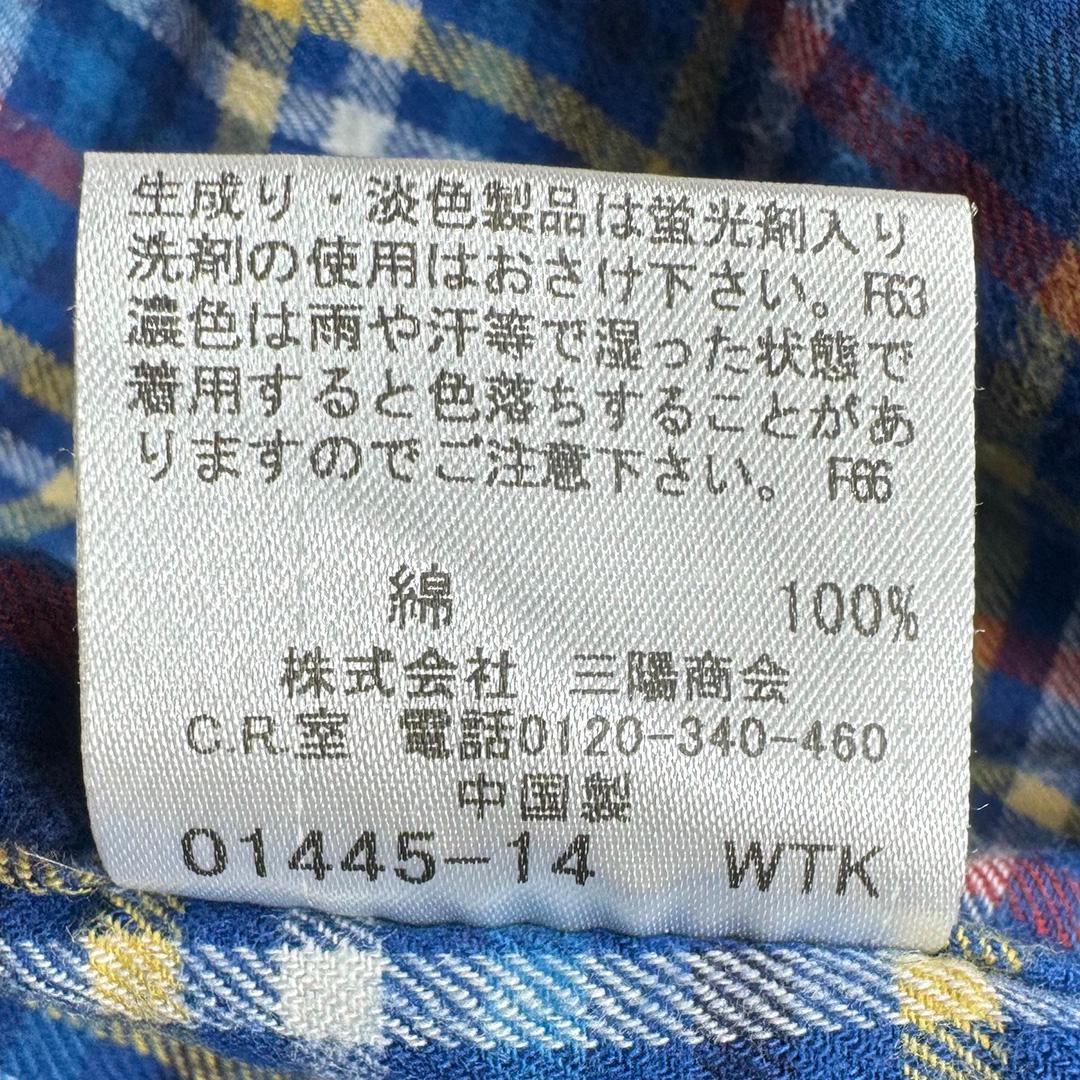 生成り・淡色製品は蛍光剤入り
洗剤の使用はおさけ下さい。F63
濃色は雨や汗等で湿った状態で
着用すると色落ちすることがあ
りますのでご注意下さい。 F66
綿 100%
株式会社 三陽商会
C.R.室 電話0120-340-460
中国製
01445-14 WTK